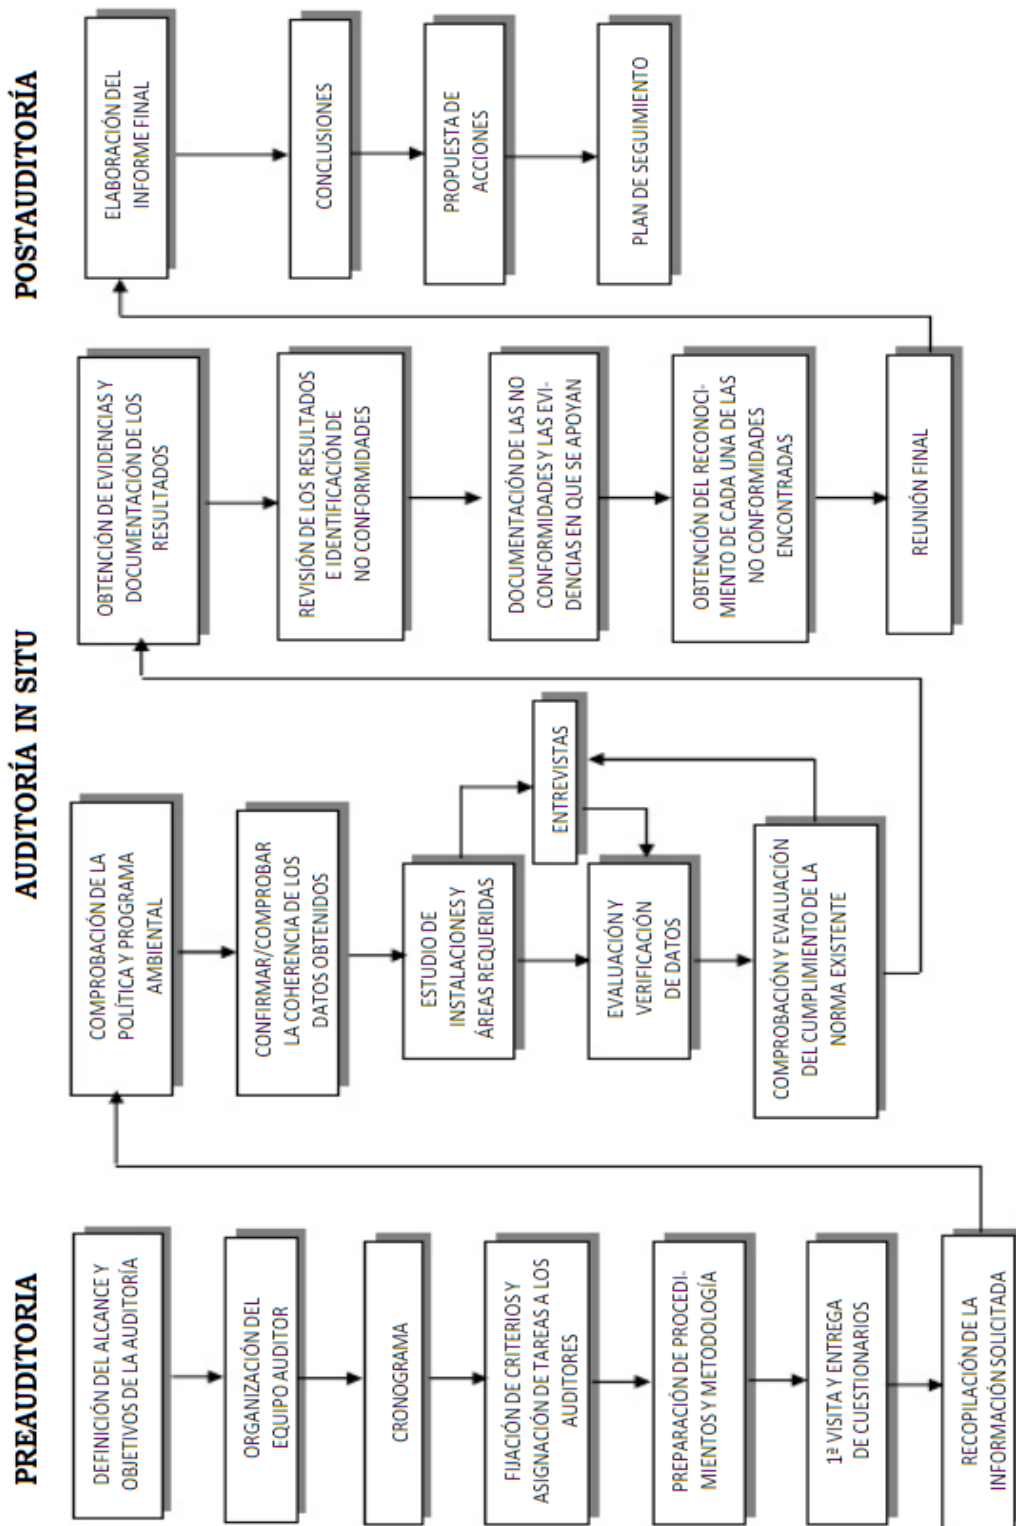 PREAUDITORIA
DEFINICIÓN DEL ALCANCE Y
OBJETIVOS DE LA AUDITORÍA
ORGANIZACIÓN DEL
EQUIPO AUDITOR
CRONOGRAMA
FIJACIÓN DE CRITERIOS Y
ASIGNACIÓN DE TAREAS A LOS
AUDITORES
PREPARACIÓN DE PROCEDI-
MIENTOS Y METODOLOGÍA
1ª VISITA Y ENTREGA
DE CUESTIONARIOS
RECOPILACIÓN DE LA
INFORMACIÓN SOLICITADA
AUDITORÍA IN SITU
COMPROBACIÓN DE LA
POLÍTICA Y PROGRAMA
AMBIENTAL
CONFIRMAR/COMPROBAR
LA COHERENCIA DE LOS
DATOS OBTENIDOS
ESTUDIO DE
INSTALACIONES Y
ÁREAS REQUERIDAS
ENTREVISTAS
EVALUACIÓN Y
VERIFICACIÓN
DE DATOS
COMPROBACIÓN Y EVALUACIÓN
DEL CUMPLIMIENTO DE LA
NORMA EXISTENTE
OBTENCIÓN DE EVIDENCIAS Y
DOCUMENTACIÓN DE LOS
RESULTADOS
REVISIÓN DE LOS RESULTADOS
E IDENTIFICACIÓN DE
NO CONFORMIDADES
DOCUMENTACIÓN DE LAS NO
CONFORMIDADES Y LAS EVI-
DENCIAS EN QUE SE APOYAN
OBTENCIÓN DEL RECONOCI-
MIENTO DE CADA UNA DE LAS
NO CONFORMIDADES
ENCONTRADAS
REUNIÓN FINAL
POSTAUDITORÍA
ELABORACIÓN DEL
INFORME FINAL
CONCLUSIONES
PROPUESTA DE
ACCIONES
PLAN DE SEGUIMIENTO